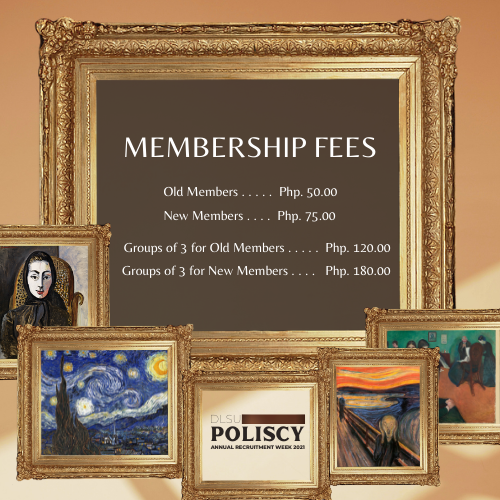 MEMBERSHIP FEES
Old Members . . . . . Php. 50.00
New Members . . . . Php. 75.00
Groups of 3 for Old Members . . . . . Php. 120.00
Groups of 3 for New Members . . . . Php. 180.00
DLSU
POLISCY
ANNUAL RECRUITMENT WEEK 2021